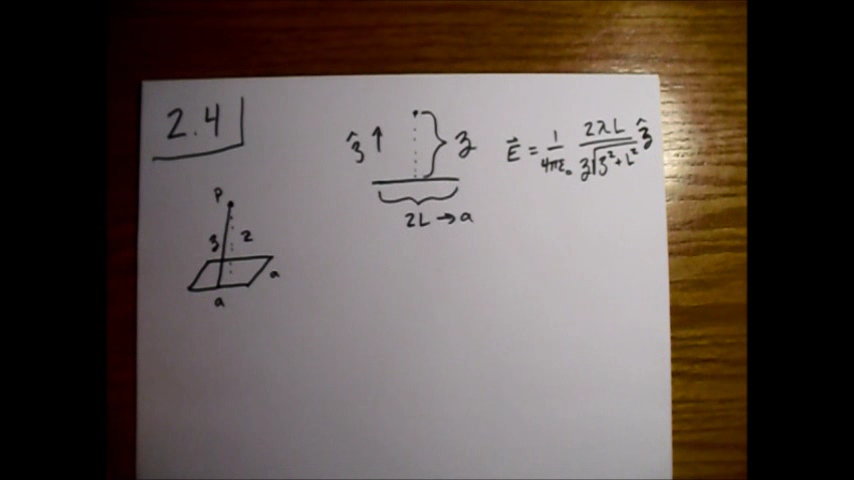 2.4
ẑ ↑
z
2L → a
E⃗ = 1/4πε₀ 2λL/z√(z²+L²) ẑ
P
z
z
a
a